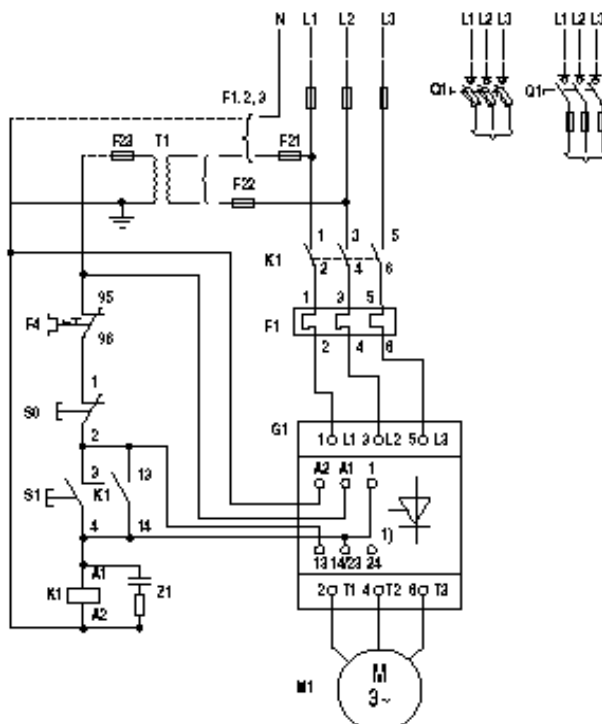 N L1 L2 L3
L1 L2 L3
L1 L2 L3
Q1
Q1
F1, 2, 3
F23 T1 F21
F22
1 3 5
K1
2 4 6
1 3 5
F1
2 4 6
95
F4
96
1
S0
2
G1 1 L1 3 L2 5 L3
A2 A1 1
3 13
S1 K1
4 14
1)
13 14/23 24
A1
K1 Z1
A2
2 T1 4 T2 6 T3
M1 M
3~